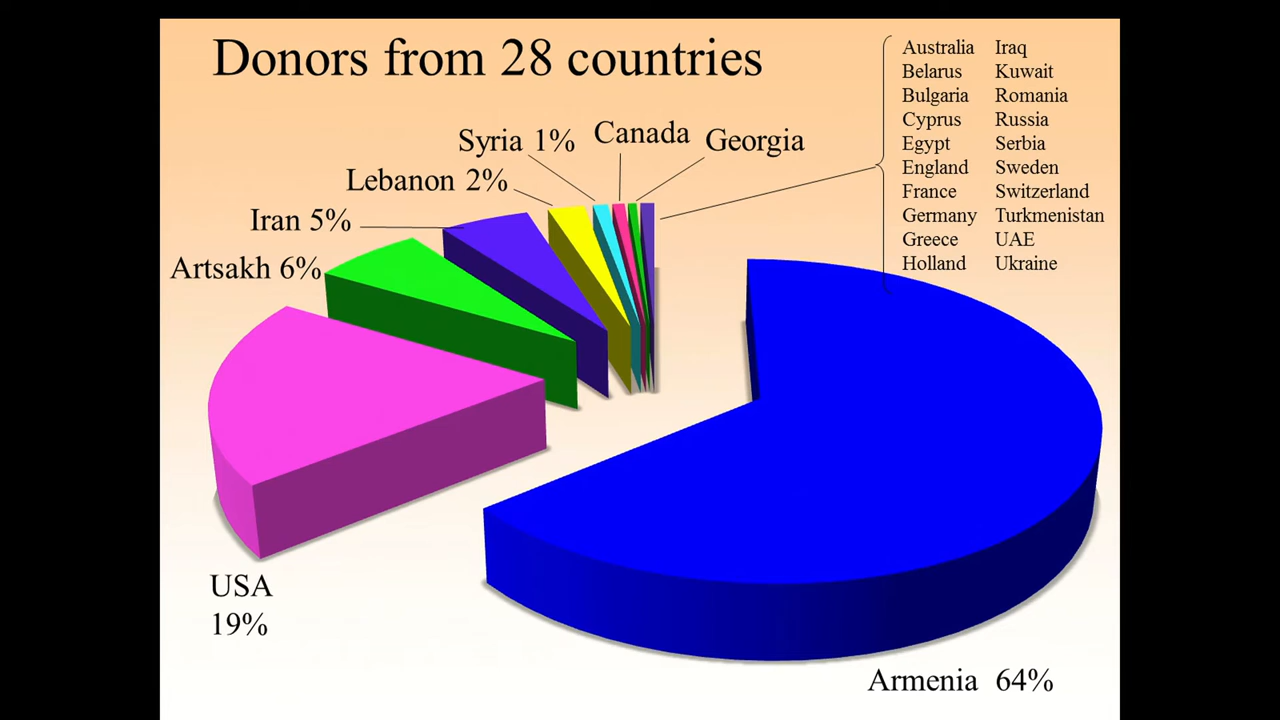 Donors from 28 countries
Australia Iraq
Belarus Kuwait
Bulgaria Romania
Cyprus Russia
Egypt Serbia
England Sweden
France Switzerland
Germany Turkmenistan
Greece UAE
Holland Ukraine
Syria 1% Canada Georgia
Lebanon 2%
Iran 5%
Artsakh 6%
USA
19%
Armenia 64%